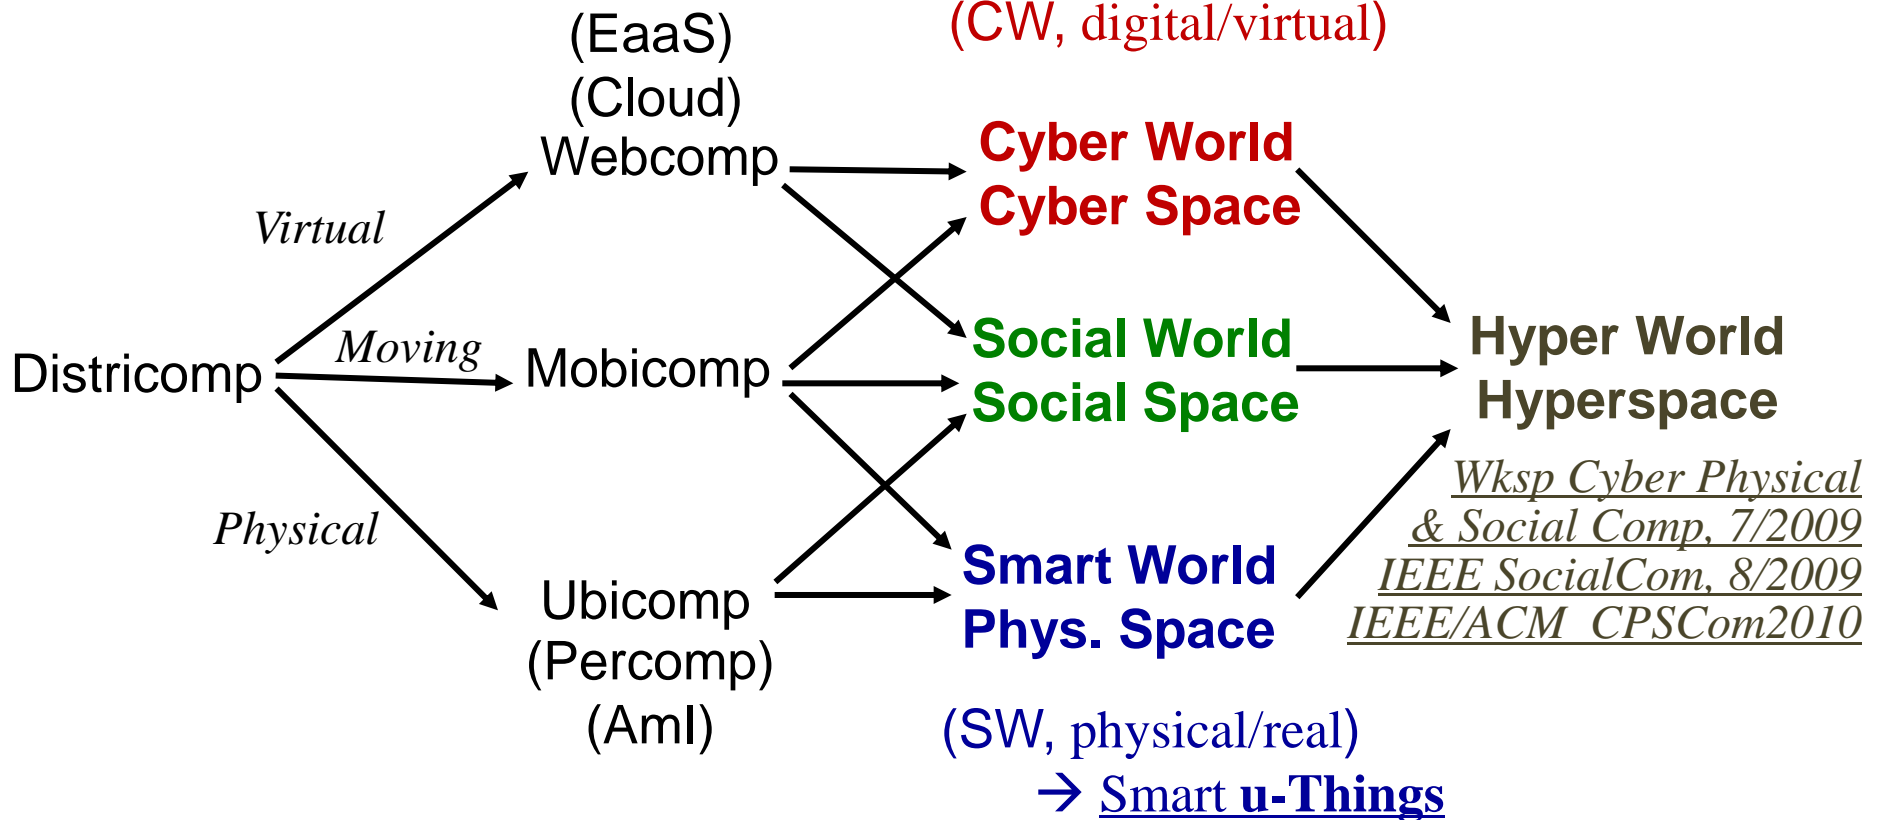 (EaaS)
(Cloud)
Webcomp
(CW, digital/virtual)
Cyber World
Cyber Space
Virtual
Moving
Physical
Districomp
Mobicomp
Social World
Social Space
Hyper World
Hyperspace
Wksp Cyber Physical
& Social Comp, 7/2009
IEEE SocialCom, 8/2009
IEEE/ACM CPSCom2010
Ubicomp
(Percomp)
(AmI)
Smart World
Phys. Space
(SW, physical/real)
→ Smart u-Things